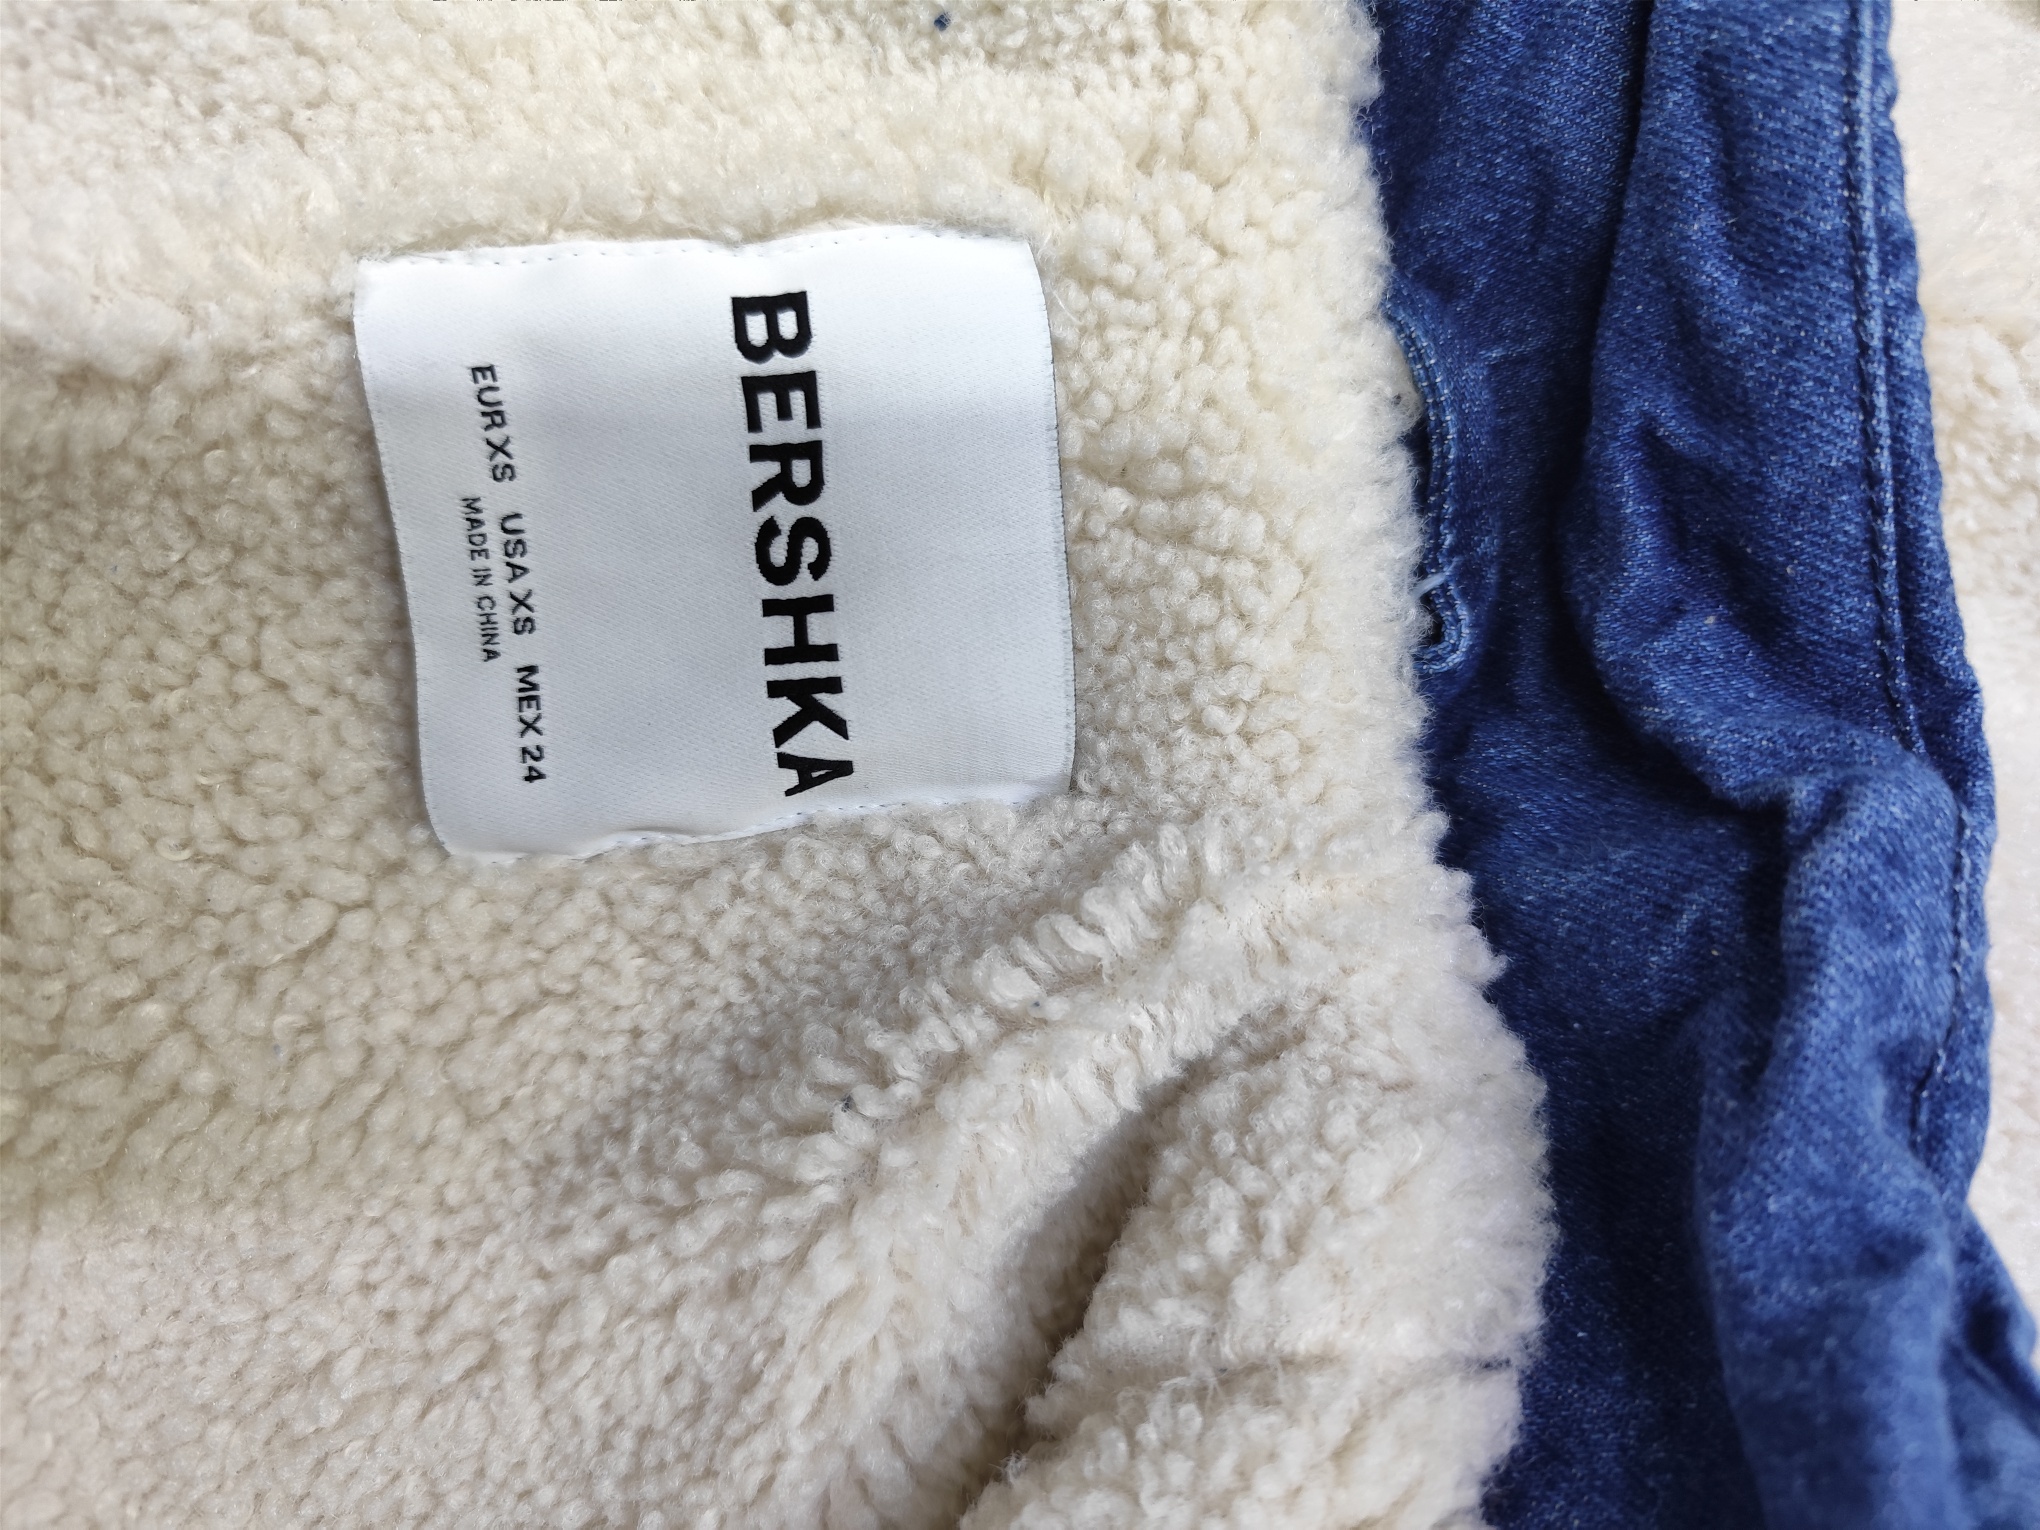 BERSHKA
EUR XS USA XS MEX 24
MADE IN CHINA